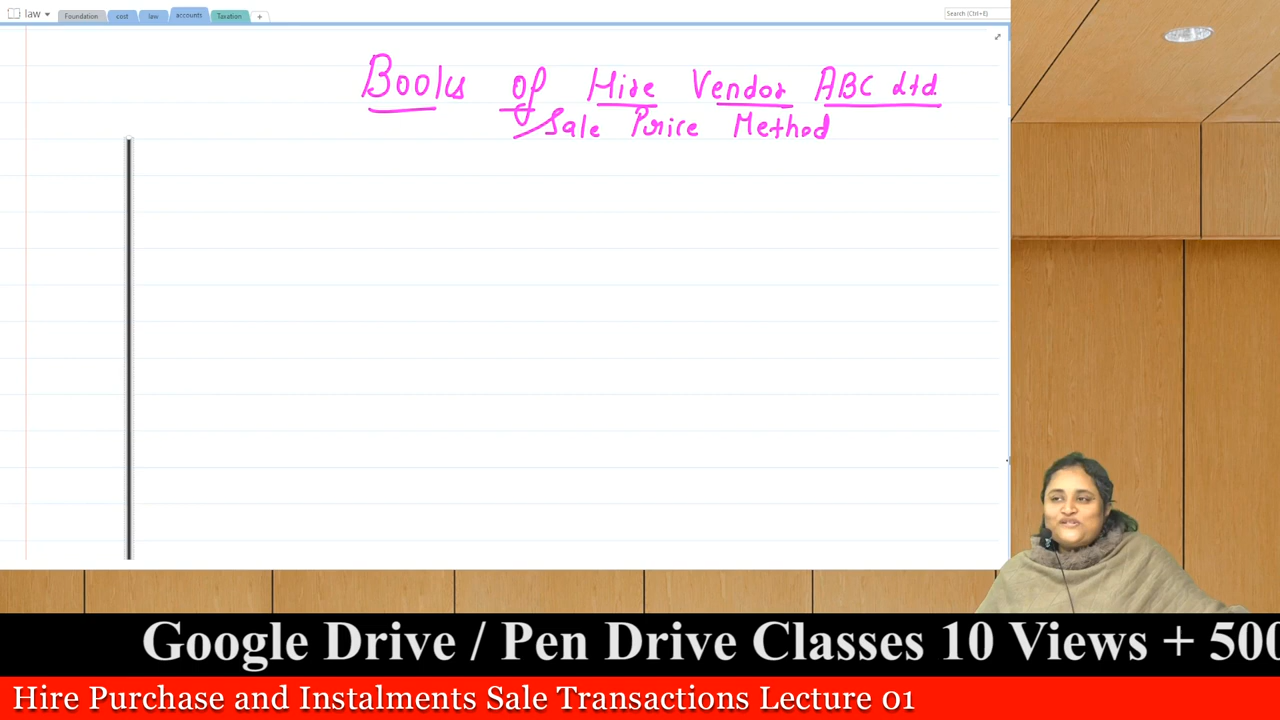 law Foundation cost law accounts Taxation + Search (Ctrl+E)
Books of Hire Vendor ABC Ltd
Sale Price Method
Google Drive / Pen Drive Classes 10 Views + 500
Hire Purchase and Instalments Sale Transactions Lecture 01